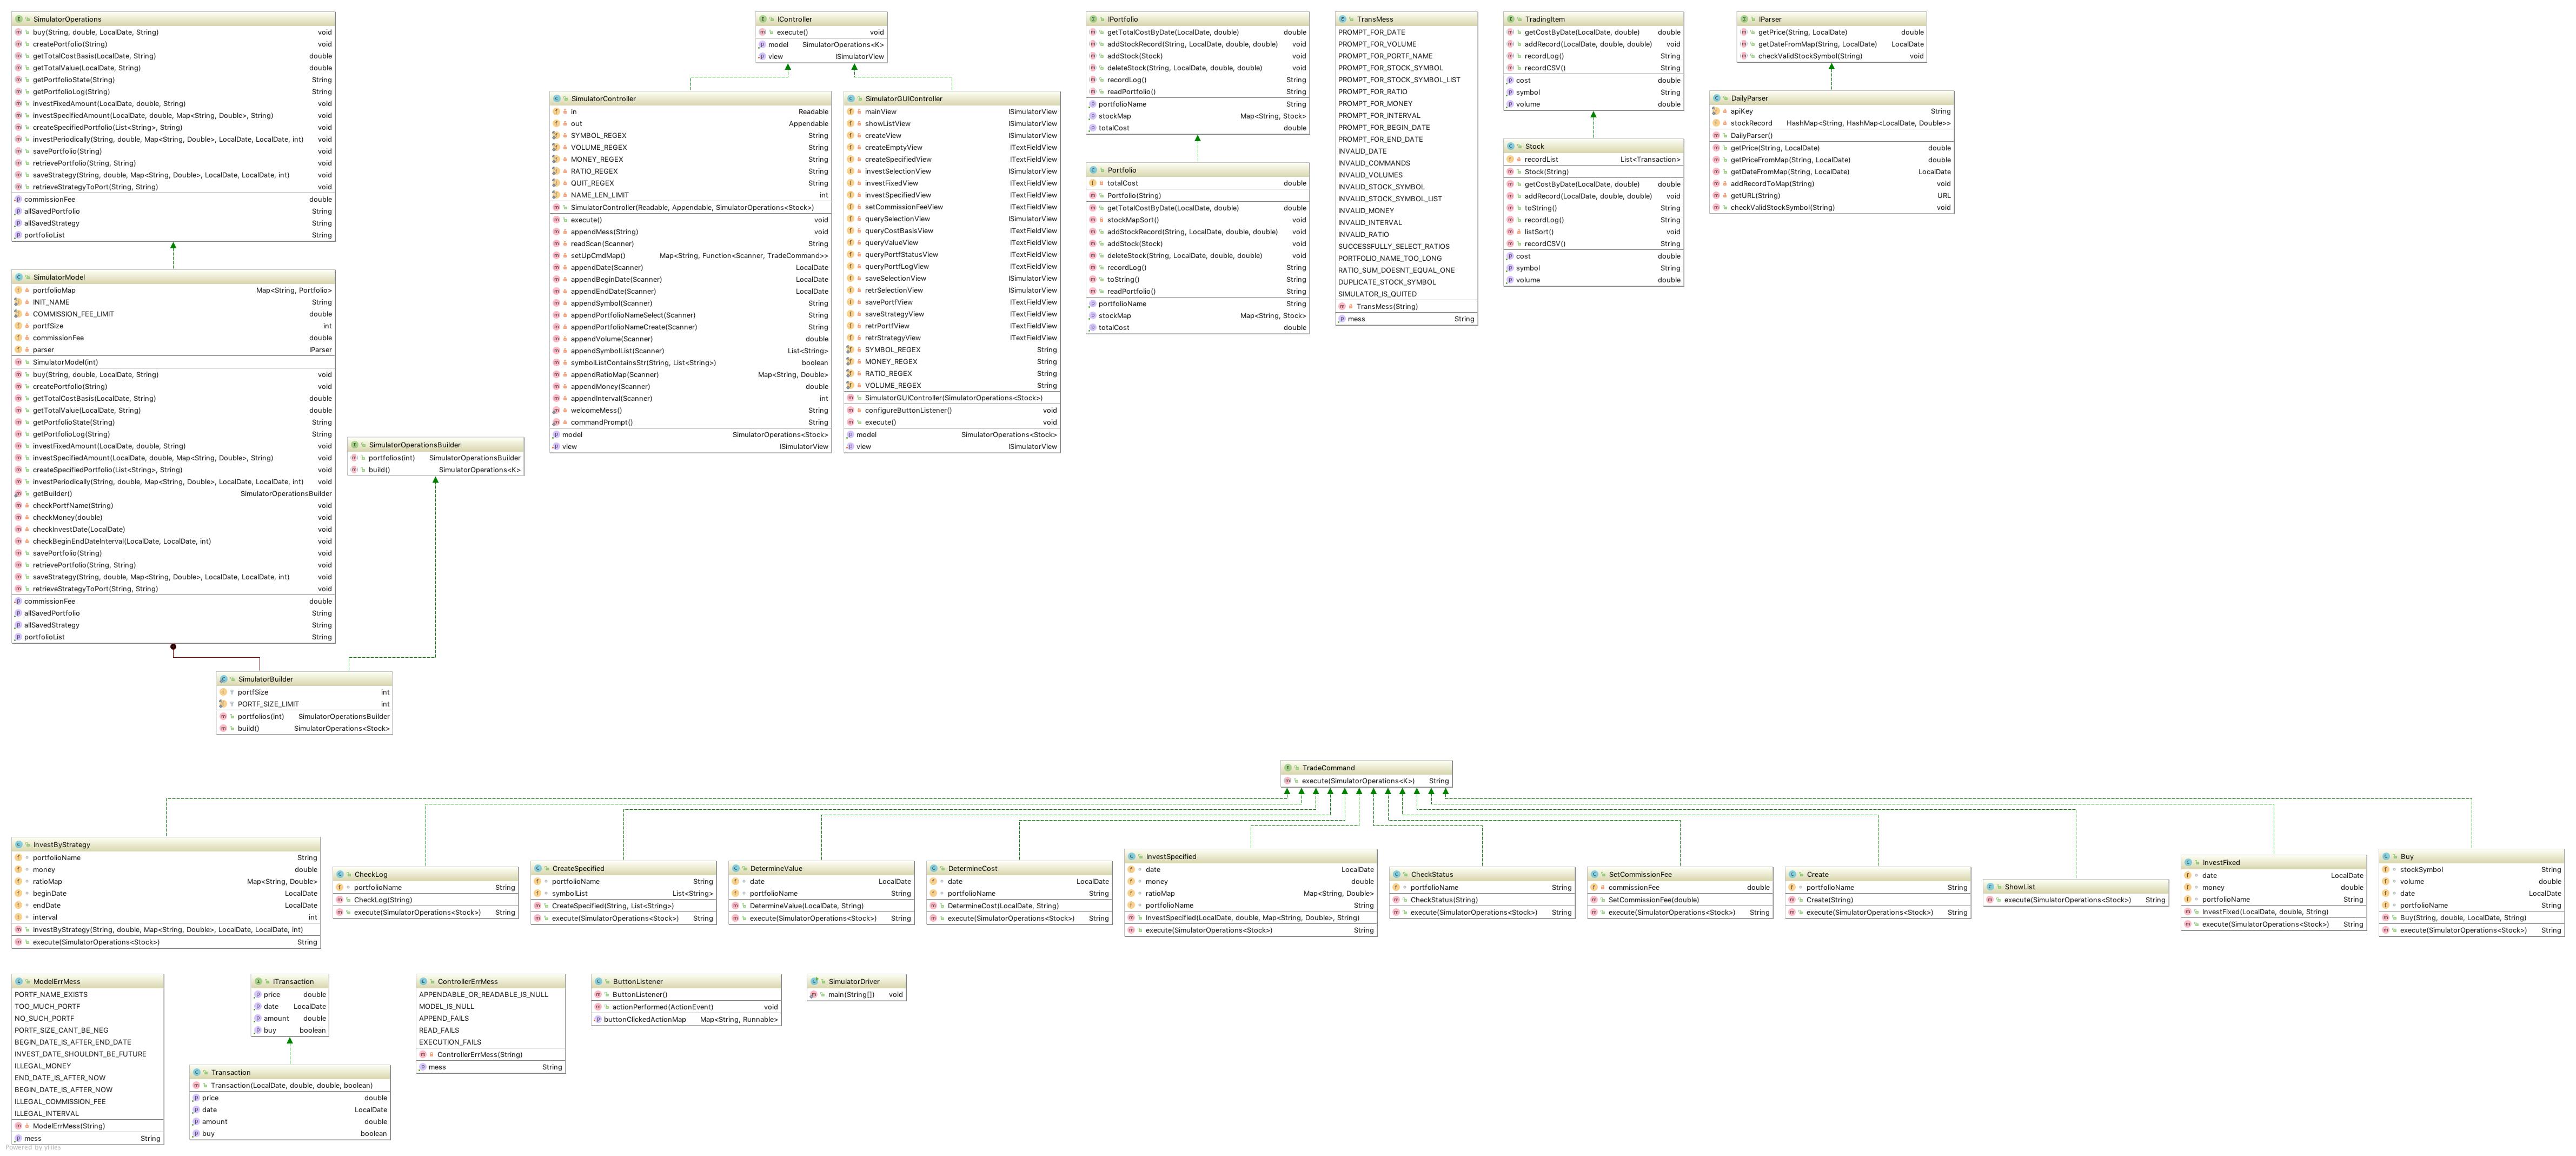 SimulatorOperations
buy(String, double, LocalDate, String) void
createPortfolio(String) void
getTotalCostBasis(LocalDate, String) double
getTotalValue(LocalDate, String) double
getPortfolioState(String) String
getPortfolioLog(String) String
investFixedAmount(LocalDate, double, String) void
investSpecifiedAmount(LocalDate, double, Map<String, Double>, String) void
createSpecifiedPortfolio(List<String>, String) void
investPeriodically(String, double, Map<String, Double>, LocalDate, LocalDate, int) void
savePortfolio(String) void
retrievePortfolio(String, String) void
saveStrategy(String, double, Map<String, Double>, LocalDate, LocalDate, int) void
retrieveStrategyToPort(String, String) void
commissionFee double
allSavedPortfolio String
allSavedStrategy String
portfolioList String
SimulatorModel
portfolioMap Map<String, Portfolio>
INIT_NAME String
COMMISSION_FEE_LIMIT double
portfSize int
commissionFee double
parser IParser
SimulatorModel(int)
buy(String, double, LocalDate, String) void
createPortfolio(String) void
getTotalCostBasis(LocalDate, String) double
getTotalValue(LocalDate, String) double
getPortfolioState(String) String
getPortfolioLog(String) String
investFixedAmount(LocalDate, double, String) void
investSpecifiedAmount(LocalDate, double, Map<String, Double>, String) void
createSpecifiedPortfolio(List<String>, String) void
investPeriodically(String, double, Map<String, Double>, LocalDate, LocalDate, int) void
getBuilder() SimulatorOperationsBuilder
checkPortfName(String) void
checkMoney(double) void
checkInvestDate(LocalDate) void
checkBeginEndDateInterval(LocalDate, LocalDate, int) void
savePortfolio(String) void
retrievePortfolio(String, String) void
saveStrategy(String, double, Map<String, Double>, LocalDate, LocalDate, int) void
retrieveStrategyToPort(String, String) void
commissionFee double
allSavedPortfolio String
allSavedStrategy String
portfolioList String
SimulatorOperationsBuilder
portfolios(int) SimulatorOperationsBuilder
build() SimulatorOperations<K>
SimulatorBuilder
portfSize int
PORTF_SIZE_LIMIT int
portfolios(int) SimulatorOperationsBuilder
build() SimulatorOperations<Stock>
IController
execute() void
model SimulatorOperations<K>
view ISimulatorView
SimulatorController
in Readable
out Appendable
SYMBOL_REGEX String
VOLUME_REGEX String
MONEY_REGEX String
RATIO_REGEX String
QUIT_REGEX String
NAME_LEN_LIMIT int
SimulatorController(Readable, Appendable, SimulatorOperations<Stock>)
execute() void
appendMess(String) void
readScan(Scanner) String
setUpCmdMap() Map<String, Function<Scanner, TradeCommand>>
appendDate(Scanner) LocalDate
appendBeginDate(Scanner) LocalDate
appendEndDate(Scanner) LocalDate
appendSymbol(Scanner) String
appendPortfolioNameSelect(Scanner) String
appendPortfolioNameCreate(Scanner) String
appendVolume(Scanner) double
appendSymbolList(Scanner) List<String>
symbolListContainsStr(String, List<String>) boolean
appendRatioMap(Scanner) Map<String, Double>
appendMoney(Scanner) double
appendInterval(Scanner) int
welcomeMess() String
commandPrompt() String
model SimulatorOperations<Stock>
view ISimulatorView
SimulatorGUIController
mainView ISimulatorView
showListView ISimulatorView
createView ISimulatorView
createEmptyView ITextFieldView
createSpecifiedView ITextFieldView
investSelectionView ISimulatorView
investFixedView ITextFieldView
investSpecifiedView ITextFieldView
setCommissionFeeView ITextFieldView
querySelectionView ISimulatorView
queryCostBasisView ITextFieldView
queryValueView ITextFieldView
queryPortfStatusView ITextFieldView
queryPortfLogView ITextFieldView
saveSelectionView ISimulatorView
retrSelectionView ISimulatorView
savePortfView ITextFieldView
saveStrategyView ITextFieldView
retrPortfView ITextFieldView
retrStrategyView ITextFieldView
SYMBOL_REGEX String
MONEY_REGEX String
RATIO_REGEX String
VOLUME_REGEX String
SimulatorGUIController(SimulatorOperations<Stock>)
configureButtonListener() void
execute() void
model SimulatorOperations<Stock>
view ISimulatorView
IPortfolio
getTotalCostByDate(LocalDate, double) double
addStockRecord(String, LocalDate, double, double) void
addStock(Stock) void
deleteStock(String, LocalDate, double, double) void
recordLog() String
readPortfolio() String
portfolioName String
stockMap Map<String, Stock>
totalCost double
Portfolio
totalCost double
Portfolio(String)
getTotalCostByDate(LocalDate, double) double
stockMapSort() void
addStockRecord(String, LocalDate, double, double) void
addStock(Stock) void
deleteStock(String, LocalDate, double, double) void
recordLog() String
toString() String
readPortfolio() String
portfolioName String
stockMap Map<String, Stock>
totalCost double
TransMess
PROMPT_FOR_DATE
PROMPT_FOR_VOLUME
PROMPT_FOR_PORTF_NAME
PROMPT_FOR_STOCK_SYMBOL
PROMPT_FOR_STOCK_SYMBOL_LIST
PROMPT_FOR_RATIO
PROMPT_FOR_MONEY
PROMPT_FOR_INTERVAL
PROMPT_FOR_BEGIN_DATE
PROMPT_FOR_END_DATE
INVALID_DATE
INVALID_COMMANDS
INVALID_VOLUMES
INVALID_STOCK_SYMBOL
INVALID_STOCK_SYMBOL_LIST
INVALID_MONEY
INVALID_INTERVAL
INVALID_RATIO
SUCCESSFULLY_SELECT_RATIOS
PORTFOLIO_NAME_TOO_LONG
RATIO_SUM_DOESNT_EQUAL_ONE
DUPLICATE_STOCK_SYMBOL
SIMULATOR_IS_QUITED
TransMess(String)
mess String
TradingItem
getCostByDate(LocalDate, double) double
addRecord(LocalDate, double, double) void
recordLog() String
recordCSV() String
cost double
symbol String
volume double
Stock
recordList List<Transaction>
Stock(String)
getCostByDate(LocalDate, double) double
addRecord(LocalDate, double, double) void
toString() String
recordLog() String
listSort() void
recordCSV() String
cost double
symbol String
volume double
IParser
getPrice(String, LocalDate) double
getDateFromMap(String, LocalDate) LocalDate
checkValidStockSymbol(String) void
DailyParser
apiKey String
stockRecord HashMap<String, HashMap<LocalDate, Double>>
DailyParser()
getPrice(String, LocalDate) double
getPriceFromMap(String, LocalDate) double
getDateFromMap(String, LocalDate) LocalDate
addRecordToMap(String) void
getURL(String) URL
checkValidStockSymbol(String) void
TradeCommand
execute(SimulatorOperations<K>) String
InvestByStrategy
portfolioName String
money double
ratioMap Map<String, Double>
beginDate LocalDate
endDate LocalDate
interval int
InvestByStrategy(String, double, Map<String, Double>, LocalDate, LocalDate, int)
execute(SimulatorOperations<Stock>) String
CheckLog
portfolioName String
CheckLog(String)
execute(SimulatorOperations<Stock>) String
CreateSpecified
portfolioName String
symbolList List<String>
CreateSpecified(String, List<String>)
execute(SimulatorOperations<Stock>) String
DetermineValue
date LocalDate
portfolioName String
DetermineValue(LocalDate, String)
execute(SimulatorOperations<Stock>) String
DetermineCost
date LocalDate
portfolioName String
DetermineCost(LocalDate, String)
execute(SimulatorOperations<Stock>) String
InvestSpecified
date LocalDate
money double
ratioMap Map<String, Double>
portfolioName String
InvestSpecified(LocalDate, double, Map<String, Double>, String)
execute(SimulatorOperations<Stock>) String
CheckStatus
portfolioName String
CheckStatus(String)
execute(SimulatorOperations<Stock>) String
SetCommissionFee
commissionFee double
SetCommissionFee(double)
execute(SimulatorOperations<Stock>) String
Create
portfolioName String
Create(String)
execute(SimulatorOperations<Stock>) String
ShowList
execute(SimulatorOperations<Stock>) String
InvestFixed
date LocalDate
money double
portfolioName String
InvestFixed(LocalDate, double, String)
execute(SimulatorOperations<Stock>) String
Buy
stockSymbol String
volume double
date LocalDate
portfolioName String
Buy(String, double, LocalDate, String)
execute(SimulatorOperations<Stock>) String
ModelErrMess
PORTF_NAME_EXISTS
TOO_MUCH_PORTF
NO_SUCH_PORTF
PORTF_SIZE_CANT_BE_NEG
BEGIN_DATE_IS_AFTER_END_DATE
INVEST_DATE_SHOULDNT_BE_FUTURE
ILLEGAL_MONEY
END_DATE_IS_AFTER_NOW
BEGIN_DATE_IS_AFTER_NOW
ILLEGAL_COMMISSION_FEE
ILLEGAL_INTERVAL
ModelErrMess(String)
mess String
ITransaction
price double
date LocalDate
amount double
buy boolean
Transaction
Transaction(LocalDate, double, double, boolean)
price double
date LocalDate
amount double
buy boolean
ControllerErrMess
APPENDABLE_OR_READABLE_IS_NULL
MODEL_IS_NULL
APPEND_FAILS
READ_FAILS
EXECUTION_FAILS
ControllerErrMess(String)
mess String
ButtonListener
ButtonListener()
actionPerformed(ActionEvent) void
buttonClickedActionMap Map<String, Runnable>
SimulatorDriver
main(String[]) void
Powered by yFiles